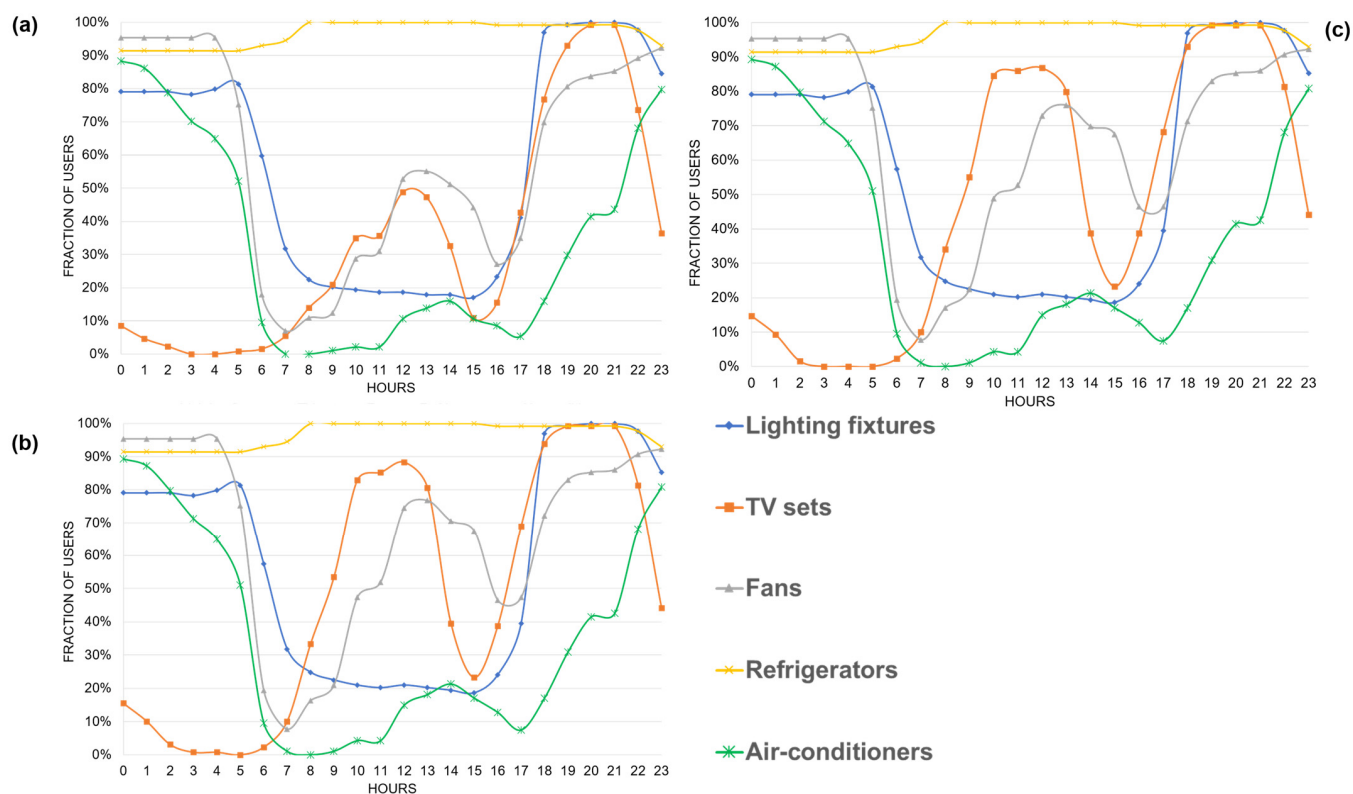 (a)
100%
90%
80%
70%
60%
50%
40%
30%
20%
10%
0%
FRACTION OF USERS
0 1 2 3 4 5 6 7 8 9 10 11 12 13 14 15 16 17 18 19 20 21 22 23
HOURS
(c)
100%
90%
80%
70%
60%
50%
40%
30%
20%
10%
0%
FRACTION OF USERS
0 1 2 3 4 5 6 7 8 9 10 11 12 13 14 15 16 17 18 19 20 21 22 23
HOURS
(b)
100%
90%
80%
70%
60%
50%
40%
30%
20%
10%
0%
FRACTION OF USERS
0 1 2 3 4 5 6 7 8 9 10 11 12 13 14 15 16 17 18 19 20 21 22 23
HOURS
Lighting fixtures
TV sets
Fans
Refrigerators
Air-conditioners